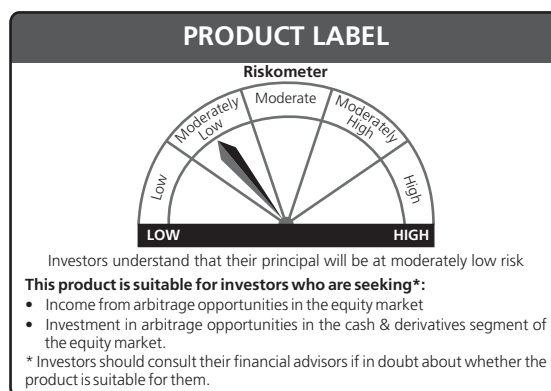 PRODUCT LABEL
Riskometer
Low
Moderately
Low
Moderate
Moderately
High
High
LOW HIGH
Investors understand that their principal will be at moderately low risk
This product is suitable for investors who are seeking*:
• Income from arbitrage opportunities in the equity market
• Investment in arbitrage opportunities in the cash & derivatives segment of
the equity market.
* Investors should consult their financial advisors if in doubt about whether the
product is suitable for them.